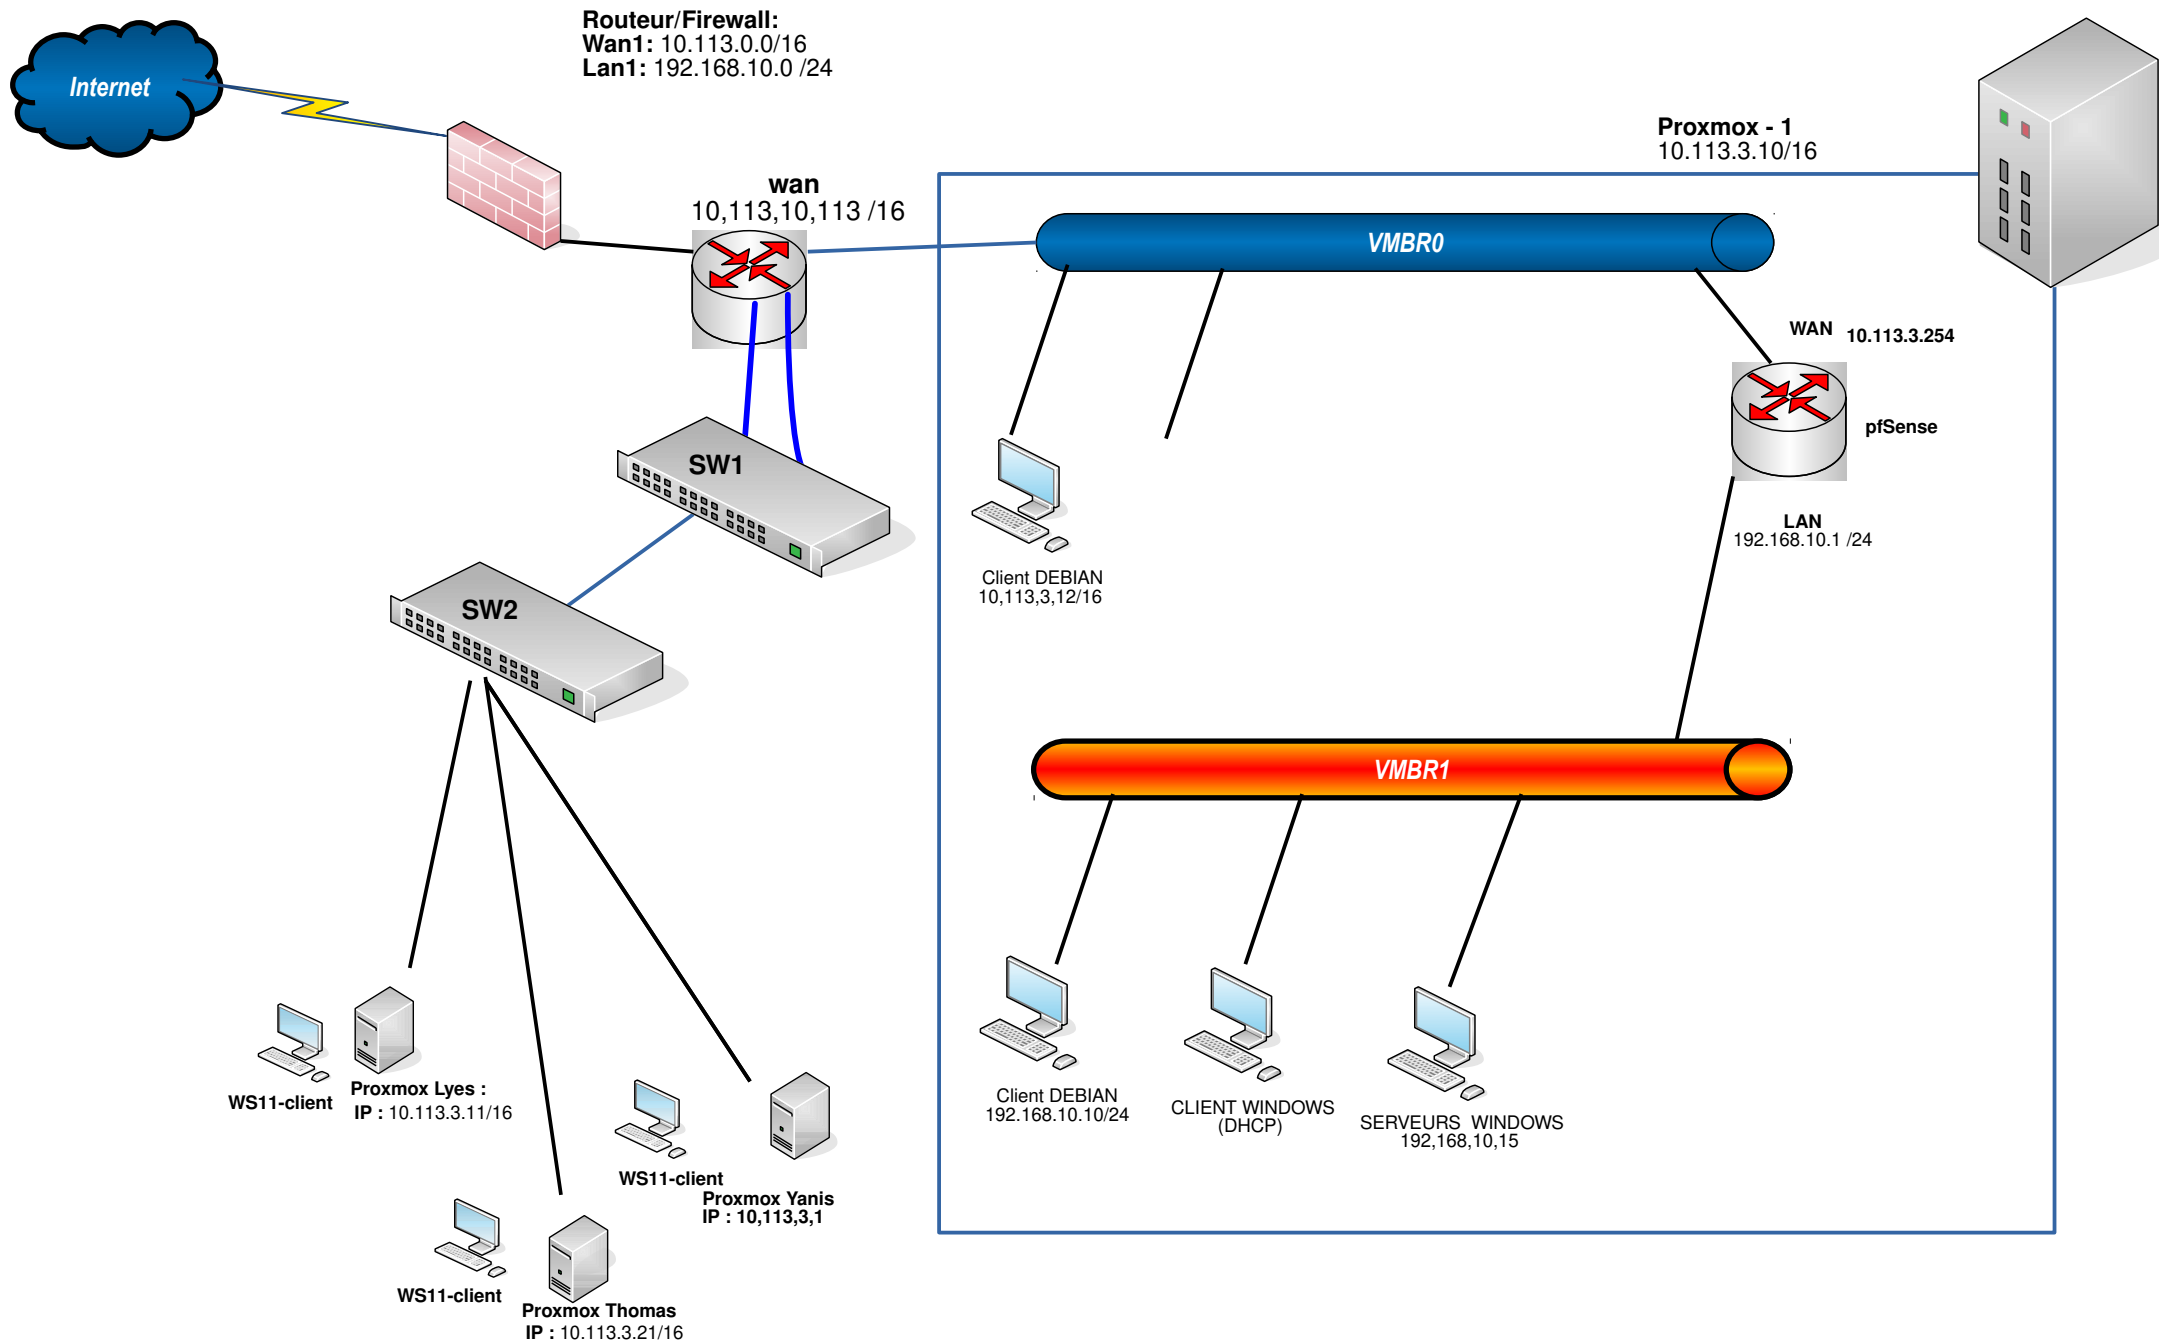 Routeur/Firewall:
Wan1: 10.113.0.0/16
Lan1: 192.168.10.0 /24
Internet
Proxmox - 1
10.113.3.10/16
wan
10,113,10,113 /16
VMBR0
WAN 10.113.3.254
pfSense
SW1
LAN
192.168.10.1 /24
Client DEBIAN
10,113,3,12/16
SW2
VMBR1
WS11-client
Proxmox Lyes :
IP : 10.113.3.11/16
Client DEBIAN
192.168.10.10/24
CLIENT WINDOWS
(DHCP)
SERVEURS WINDOWS
192,168,10,15
WS11-client
Proxmox Yanis
IP : 10,113,3,1
WS11-client
Proxmox Thomas
IP : 10.113.3.21/16